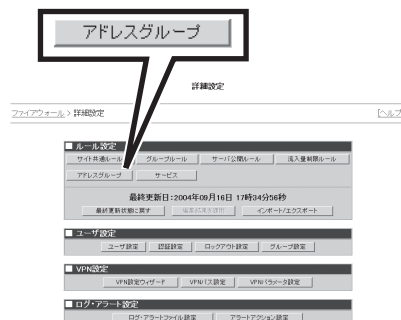 アドレスグループ
詳細設定
ファイアウォール > 詳細設定 [ヘルプ
■ ルール設定
サイト共通ルール グループルール サーバ公開ルール 流入量制限ルール
アドレスグループ サービス
最終更新日:2004年09月16日 17時34分56秒
最終更新状態に戻す インポート/エクスポート
■ ユーザ設定
ユーザ設定 認証設定 ロックアウト設定 グループ設定
■ VPN設定
VPN設定ウィザード VPNパス設定 VPNパラメータ設定
■ ログ・アラート設定
ログ・アラートファイル設定 アラートアクション設定